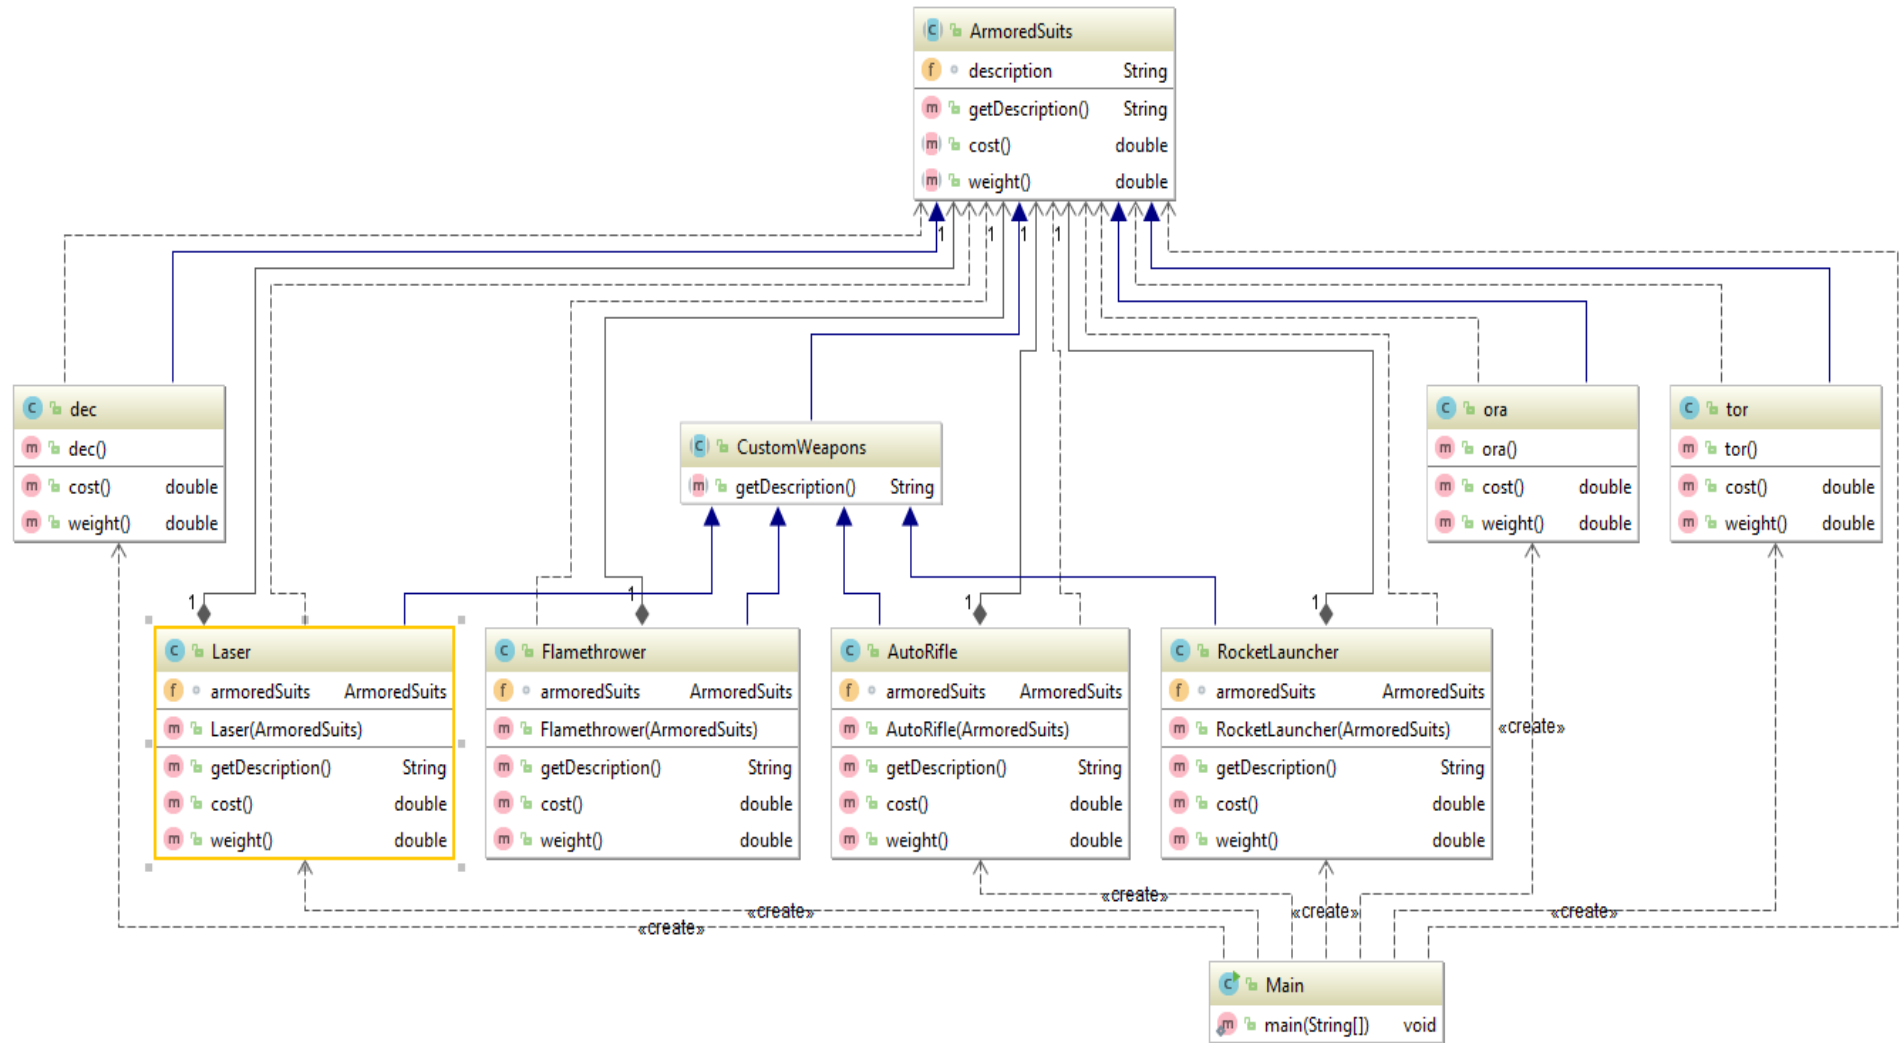 ArmoredSuits
description String
getDescription() String
cost() double
weight() double
1 1 1 1
dec
dec()
cost() double
weight() double
CustomWeapons
getDescription() String
ora
ora()
cost() double
weight() double
tor
tor()
cost() double
weight() double
1 1 1 1
Laser
armoredSuits ArmoredSuits
Laser(ArmoredSuits)
getDescription() String
cost() double
weight() double
Flamethrower
armoredSuits ArmoredSuits
Flamethrower(ArmoredSuits)
getDescription() String
cost() double
weight() double
AutoRifle
armoredSuits ArmoredSuits
AutoRifle(ArmoredSuits)
getDescription() String
cost() double
weight() double
RocketLauncher
armoredSuits ArmoredSuits
RocketLauncher(ArmoredSuits)
getDescription() String
cost() double
weight() double
«create»
«create»
«create» «create» «create»
«create»
Main
main(String[]) void